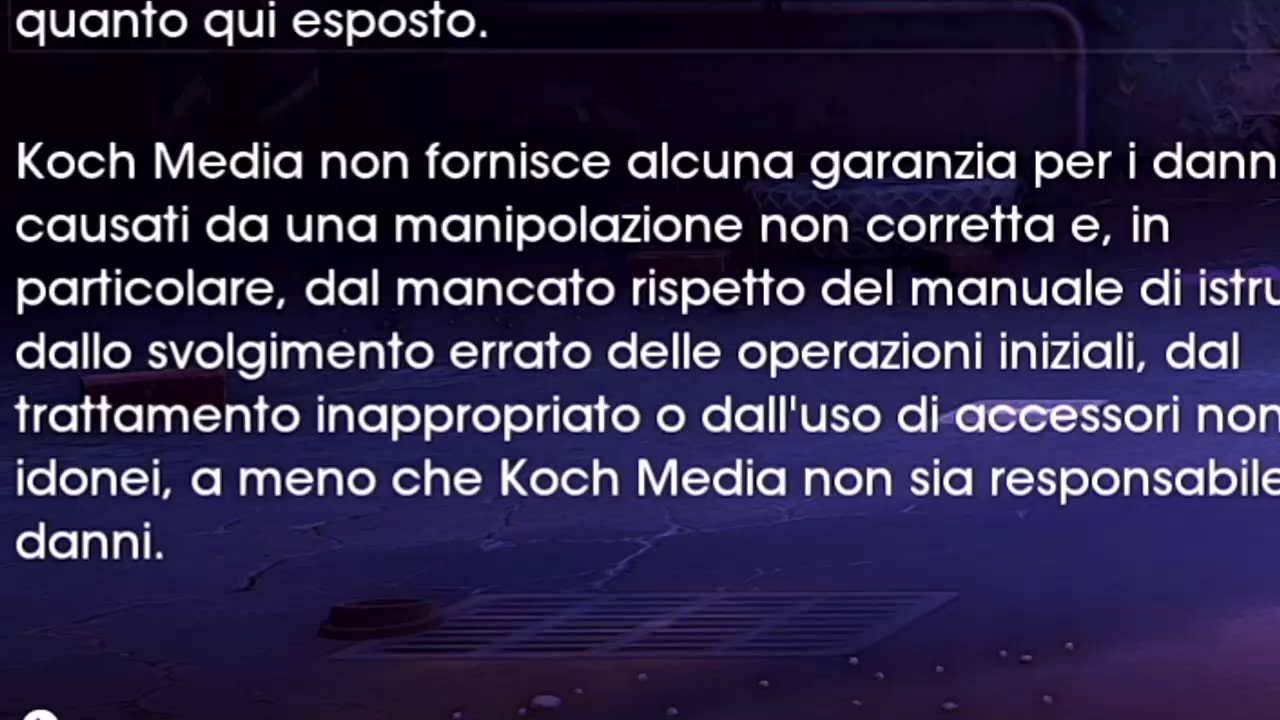 quanto qui esposto.
Koch Media non fornisce alcuna garanzia per i dann
causati da una manipolazione non corretta e, in
particolare, dal mancato rispetto del manuale di istru
dallo svolgimento errato delle operazioni iniziali, dal
trattamento inappropriato o dall'uso di accessori non
idonei, a meno che Koch Media non sia responsabile
danni.